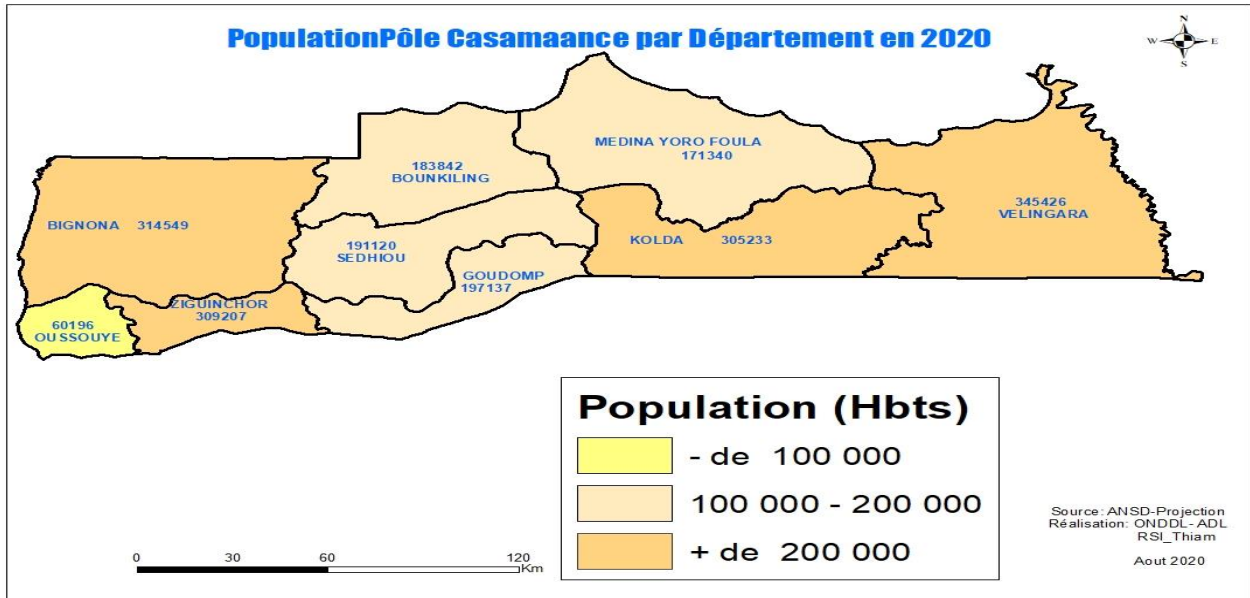 PopulationPôle Casamaance par Département en 2020
N
W E
S
MEDINA YORO FOULA
171340
183842
BOUNKILING
345426
VELINGARA
BIGNONA 314549
KOLDA 305233
191120
SEDHIOU
GOUDOMP
197137
ZIGUINCHOR
309207
60196
OUSSOUYE
Population (Hbts)
- de 100 000
100 000 - 200 000
+ de 200 000
Source: ANSD-Projection
Réalisation: ONDDL- ADL
RSI_Thiam
Aout 2020
0 30 60 120
Km